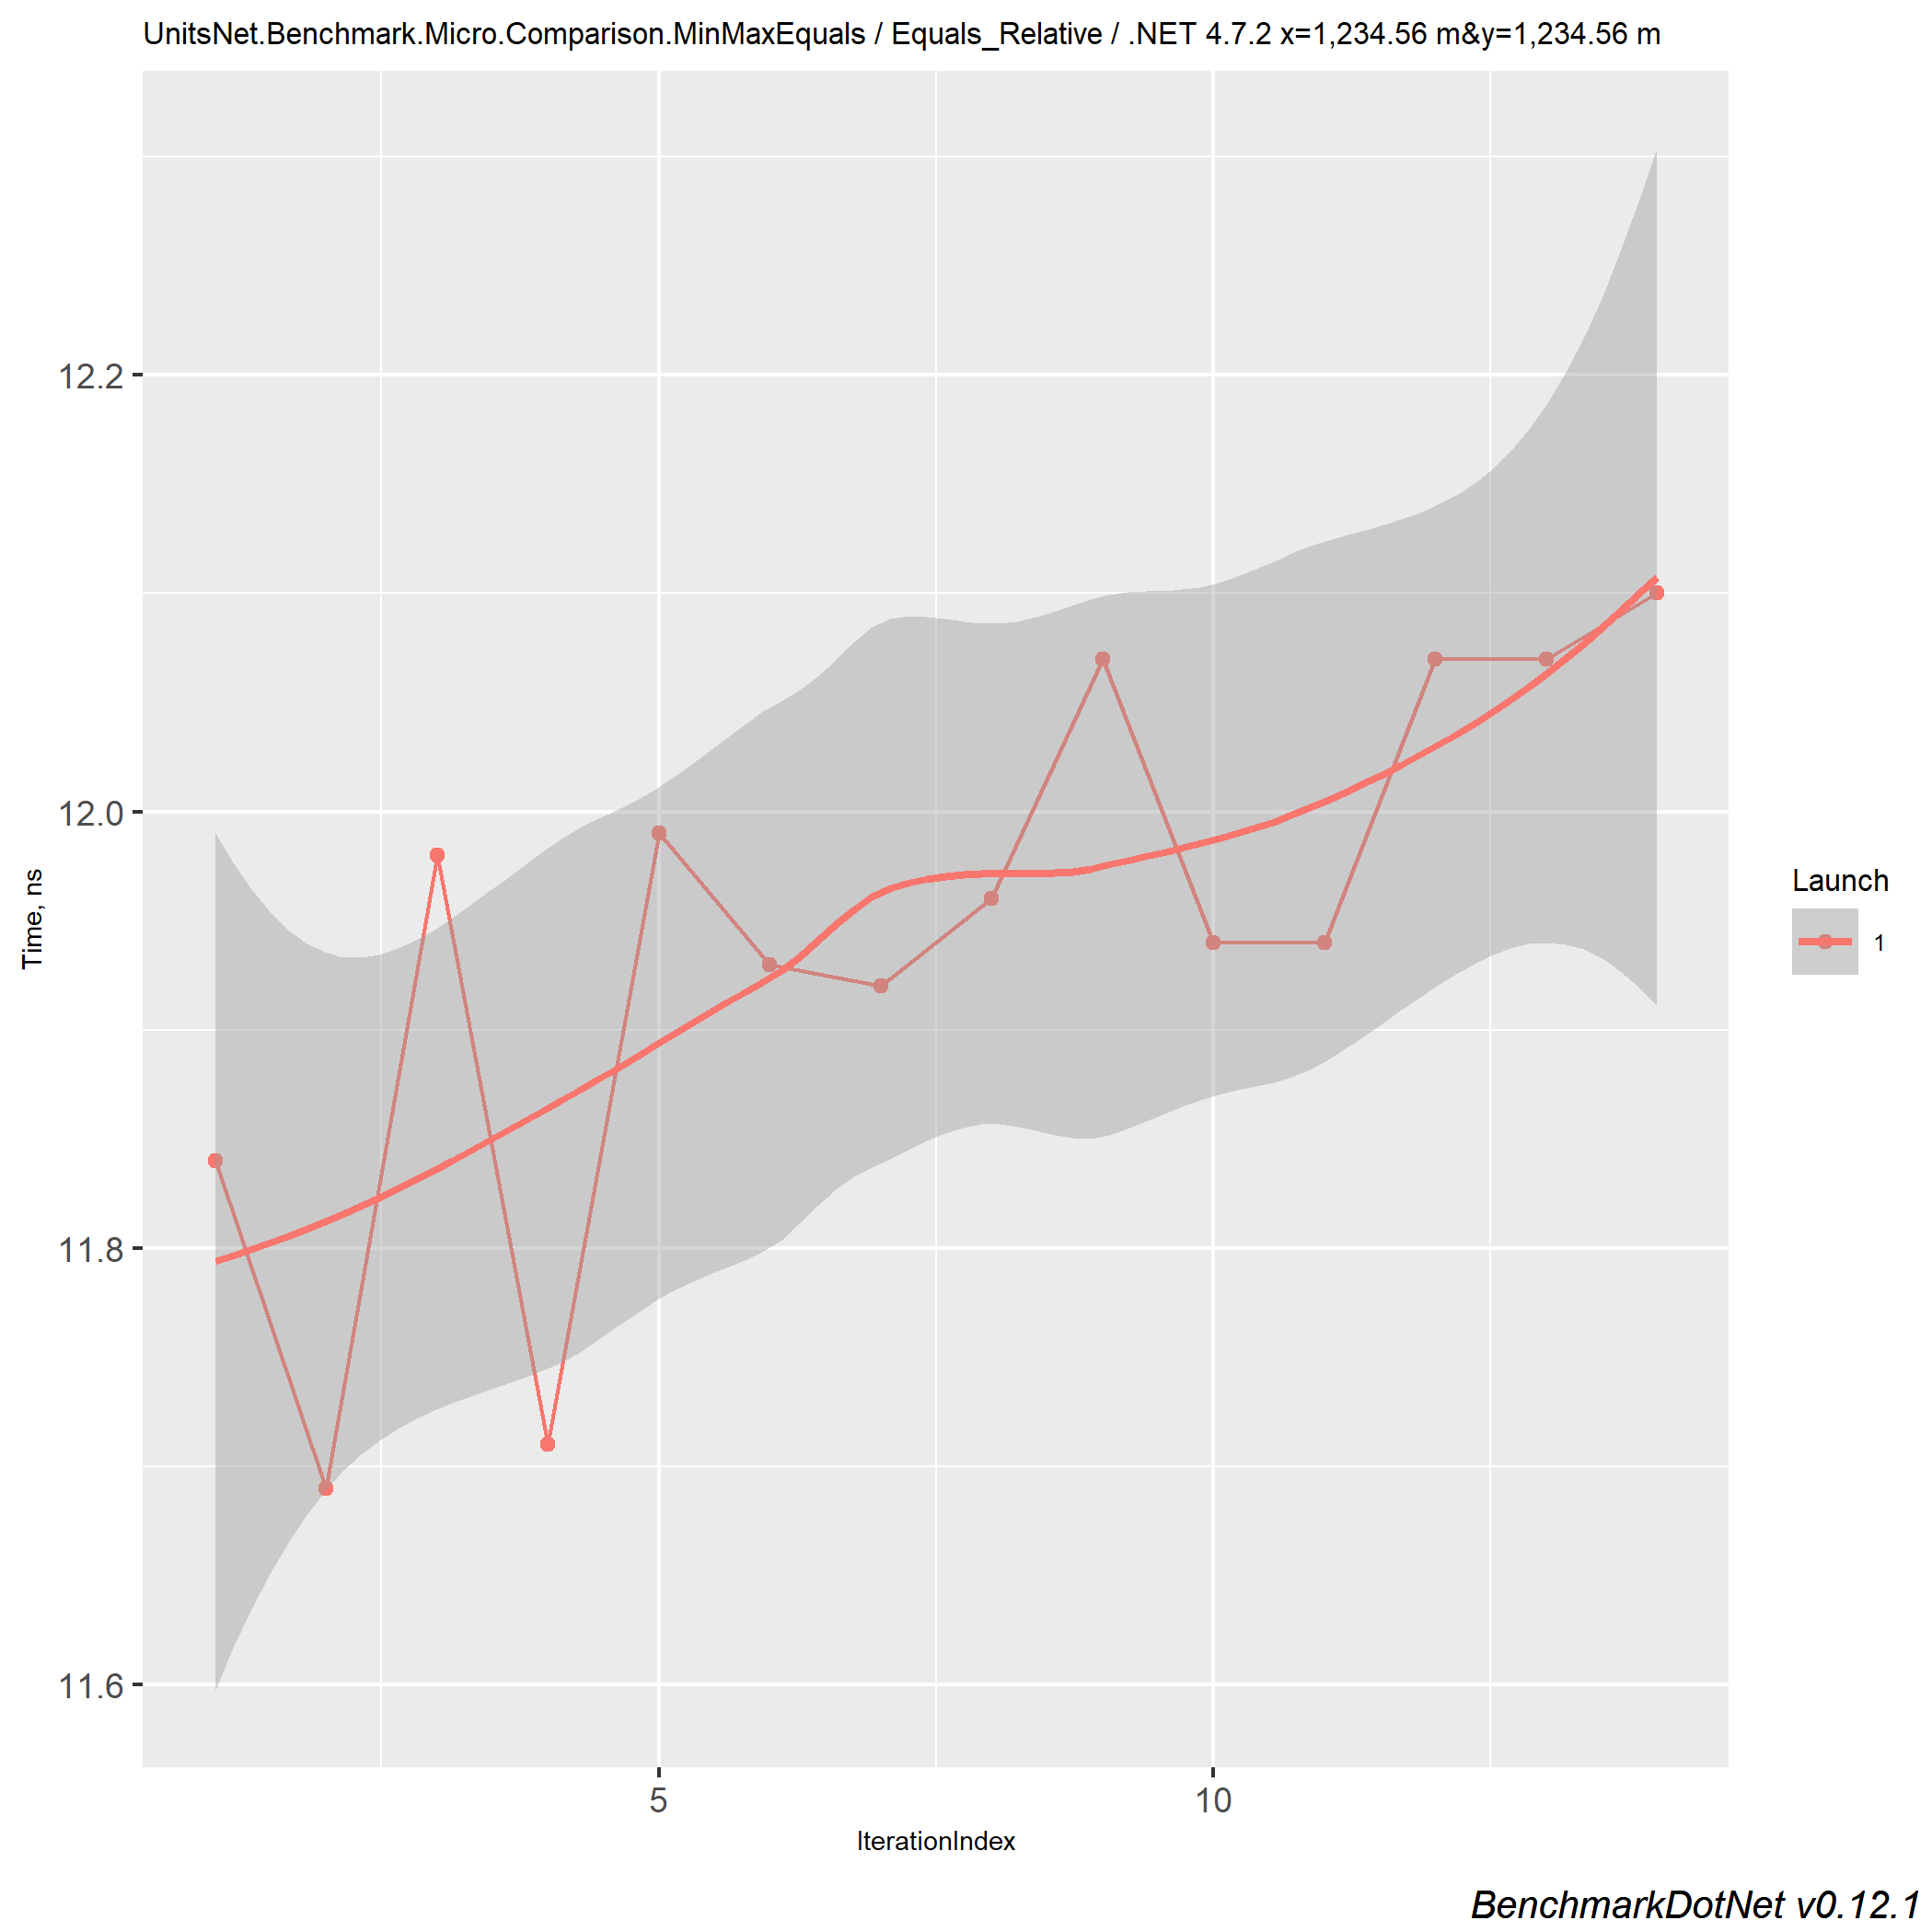 UnitsNet.Benchmark.Micro.Comparison.MinMaxEquals / Equals_Relative / .NET 4.7.2 x=1,234.56 m&y=1,234.56 m
12.2
12.0
11.8
11.6
Time, ns
5
10
IterationIndex
Launch
1
BenchmarkDotNet v0.12.1